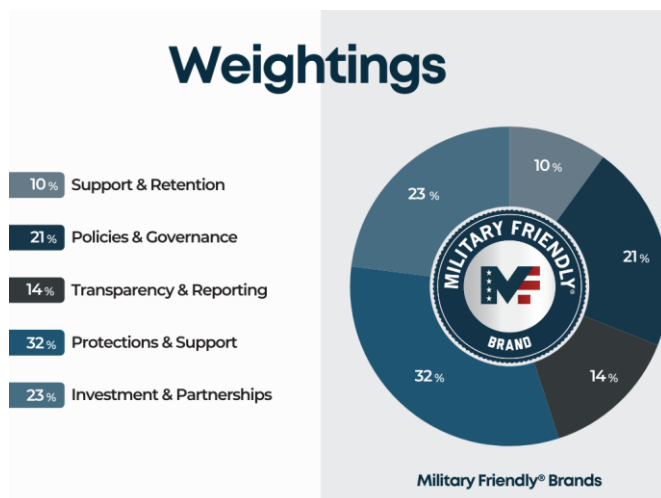 Weightings
10% Support & Retention
21% Policies & Governance
14% Transparency & Reporting
32% Protections & Support
23% Investment & Partnerships
10%
21%
14%
32%
23%
MILITARY FRIENDLY®
MF
BRAND
Military Friendly® Brands